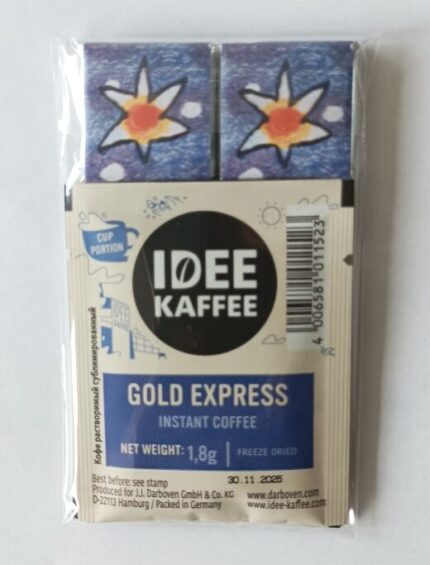 CUP
PORTION
IDEE
KAFFEE
4 006581 011523
IDEE
KAFFEE
Кофе растворимый сублимированный
GOLD EXPRESS
INSTANT COFFEE
NET WEIGHT: 1,8g
FREEZE DRIED
Best before: see stamp
30.11.2025
Produced for J.J. Darboven GmbH & Co. KG
www.darboven.com
D-22113 Hamburg / Packed in Germany
www.idee-kaffee.com